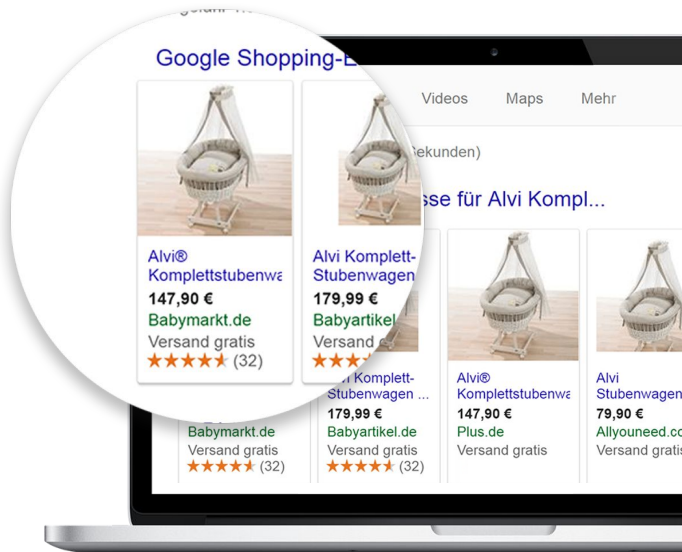 Google Shopping-E
Alvi®
Komplettstubenwa
147,90 €
Babymarkt.de
Versand gratis
(32)
Alvi Komplett-
Stubenwagen
179,99 €
Babyartikel
Versand
Videos Maps Mehr
Sekunden)
sse für Alvi Kompl...
Babymarkt.de
Versand gratis
(32)
Komplett-
Stubenwagen ...
179,99 €
Babyartikel.de
Versand gratis
(32)
Alvi®
Komplettstubenwa
147,90 €
Plus.de
Versand gratis
Alvi
Stubenwagen
79,90 €
Allyouneed.co
Versand gratis